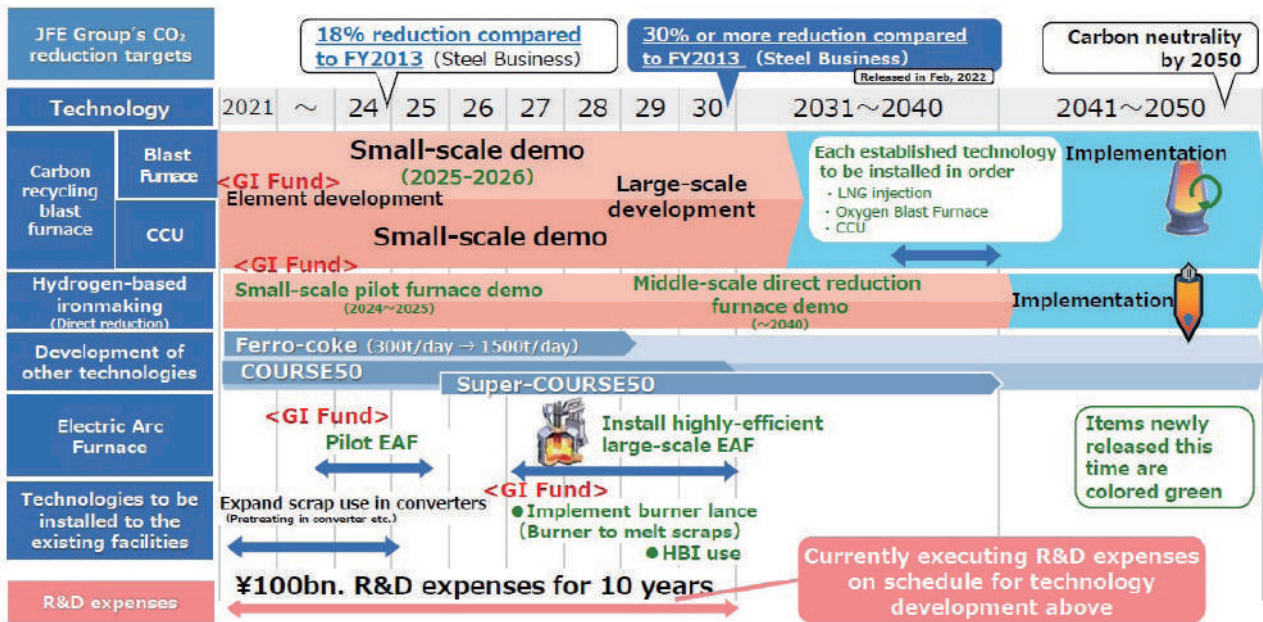 JFE Group's CO₂
reduction targets
18% reduction compared
to FY2013 (Steel Business)
30% or more reduction compared
to FY2013 (Steel Business)
Released in Feb, 2022
Carbon neutrality
by 2050
Technology
2021 ～ 24 25 26 27 28 29 30 2031～2040 2041～2050
Carbon
recycling
blast
furnace
Blast
Furnace
CCU
Small-scale demo
(2025-2026)
<GI Fund>
Element development
Large-scale
development
Small-scale demo
Each established technology
to be installed in order
・LNG injection
・Oxygen Blast Furnace
・CCU
Implementation
Hydrogen-based
ironmaking
(Direct reduction)
<GI Fund>
Small-scale pilot furnace demo
(2024～2025)
Middle-scale direct reduction
furnace demo
(～2040)
Implementation
Development of
other technologies
Ferro-coke (300t/day → 1500t/day)
COURSE50
Super-COURSE50
Electric Arc
Furnace
<GI Fund>
Pilot EAF
Install highly-efficient
large-scale EAF
Items newly
released this
time are
colored green
Technologies to be
installed to the
existing facilities
Expand scrap use in converters
(Pretreating in converter etc.)
<GI Fund>
●Implement burner lance
(Burner to melt scraps)
●HBI use
R&D expenses
¥100bn. R&D expenses for 10 years
Currently executing R&D expenses
on schedule for technology
development above